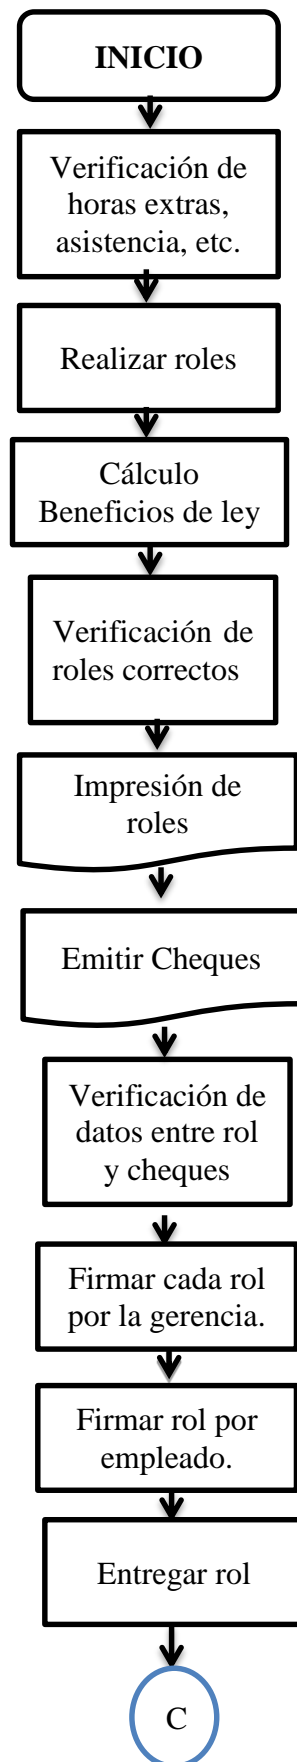 INICIO
Verificación de
horas extras,
asistencia, etc.
Realizar roles
Cálculo
Beneficios de ley
Verificación de
roles correctos
Impresión de
roles
Emitir Cheques
Verificación de
datos entre rol
y cheques
Firmar cada rol
por la gerencia.
Firmar rol por
empleado.
Entregar rol
C